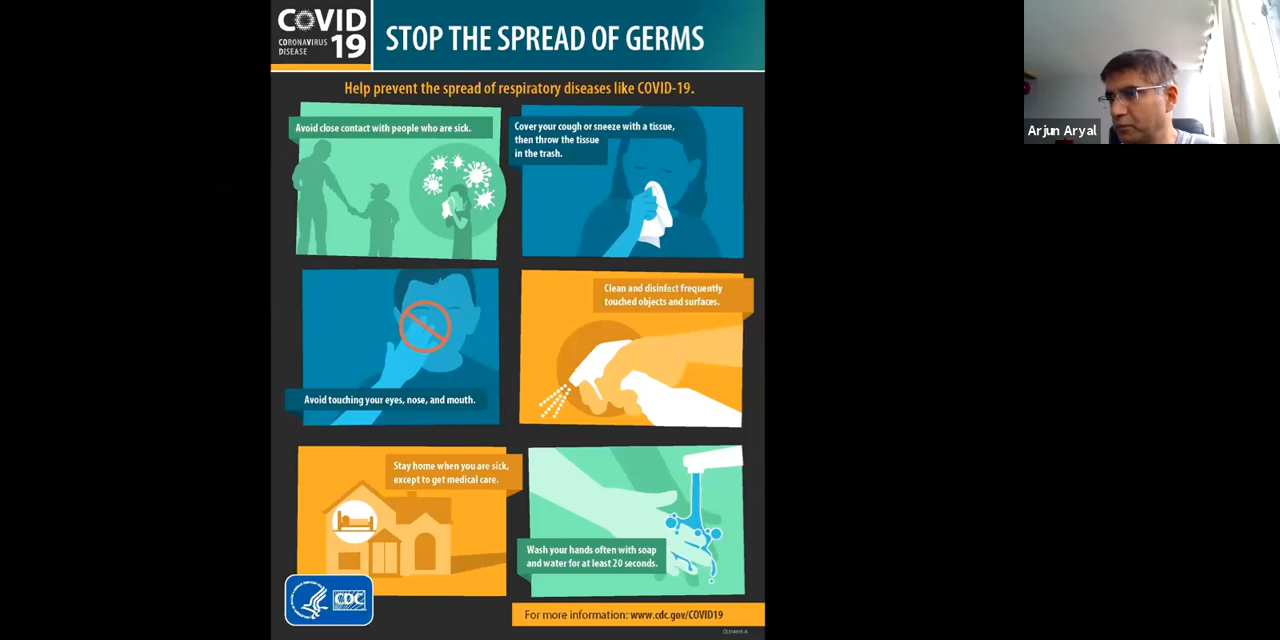 COVID
CORONAVIRUS
DISEASE
19
STOP THE SPREAD OF GERMS
Help prevent the spread of respiratory diseases like COVID-19.
Avoid close contact with people who are sick.
Cover your cough or sneeze with a tissue,
then throw the tissue
in the trash.
Avoid touching your eyes, nose, and mouth.
Clean and disinfect frequently
touched objects and surfaces.
Stay home when you are sick,
except to get medical care.
Wash your hands often with soap
and water for at least 20 seconds.
CDC
For more information: www.cdc.gov/COVID19
Arjun Aryal